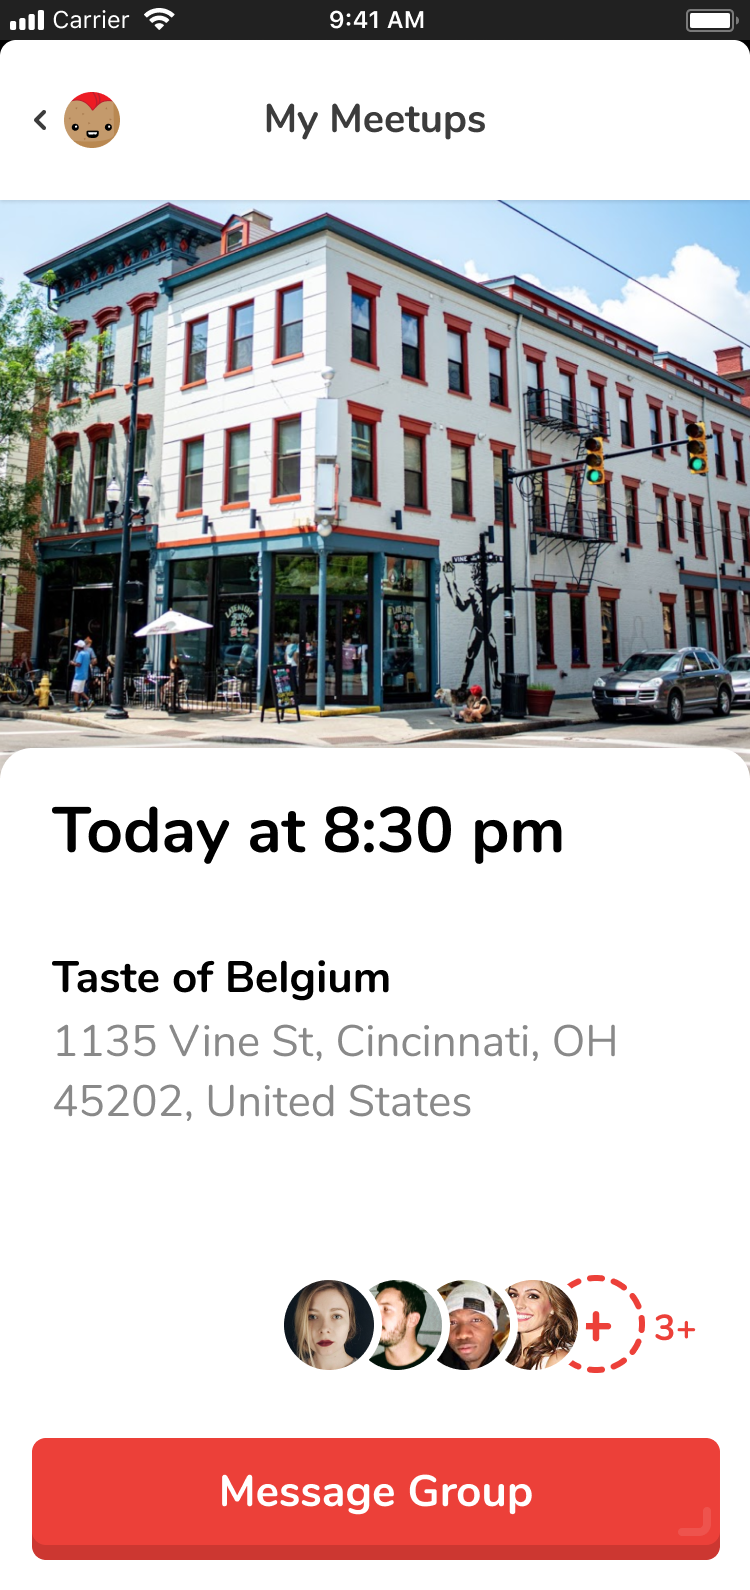 Carrier 9:41 AM
My Meetups
VINE
Today at 8:30 pm
Taste of Belgium
1135 Vine St, Cincinnati, OH
45202, United States
3+
Message Group